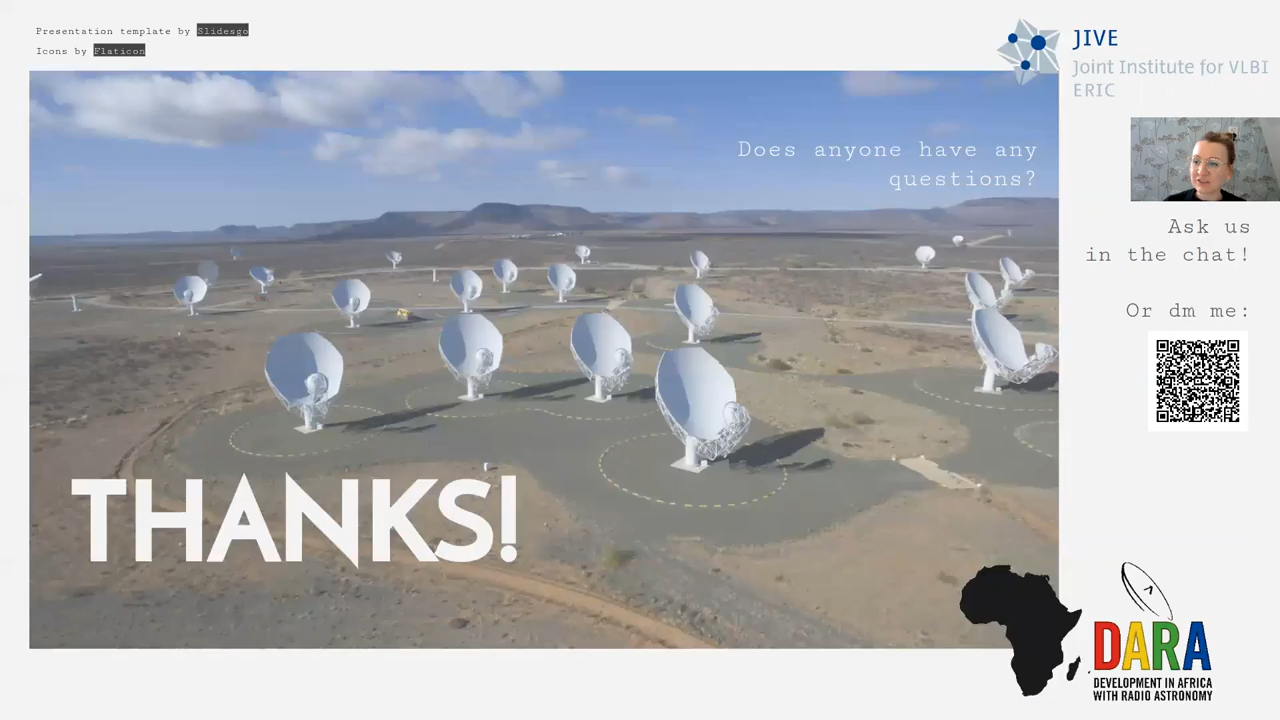 Presentation template by Slidesgo
Icons by Flaticon
JIVE
Joint Institute for VLBI
ERIC
Does anyone have any
questions?
Ask us
in the chat!
Or dm me:
THANKS!
DARA
DEVELOPMENT IN AFRICA
WITH RADIO ASTRONOMY